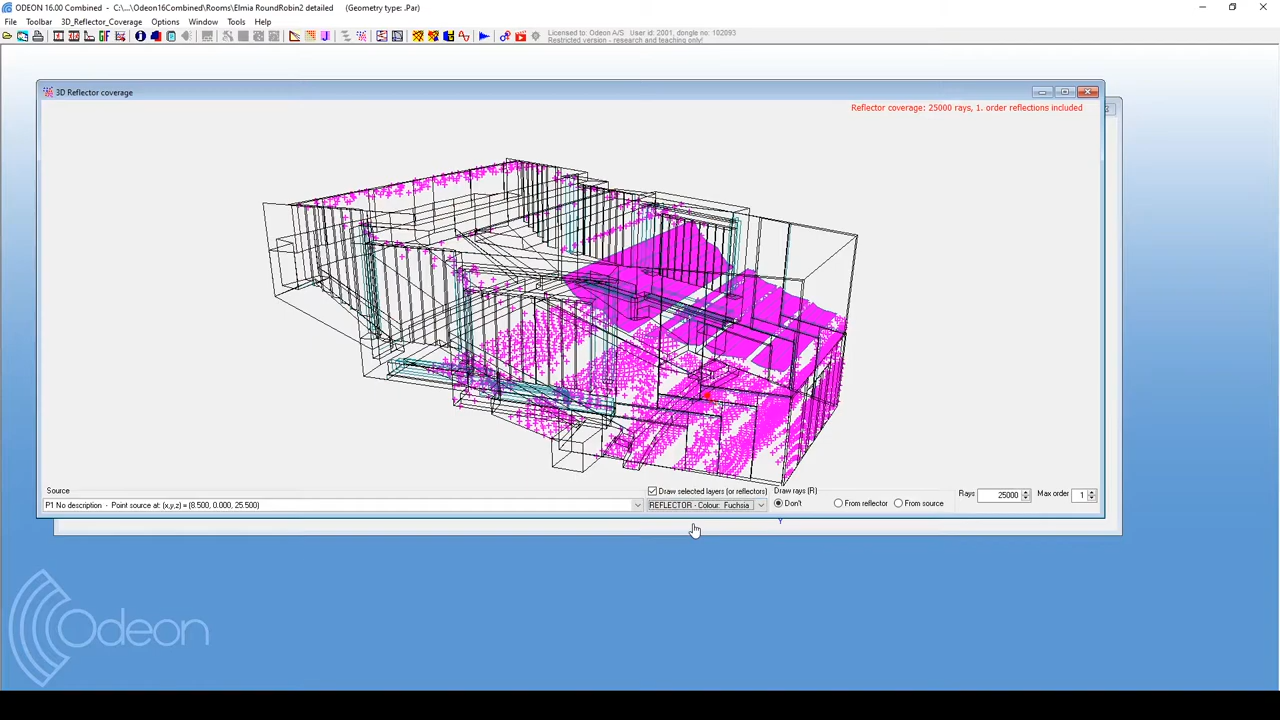 ODEON 16.00 Combined - C:\...\Odeon16Combined\Rooms\Elmia RoundRobin2 detailed (Geometry type: .Par)
File Toolbar 3D_Reflector_Coverage Options Window Tools Help
Licensed to: Odeon A/S User id: 2001, dongle no: 102093
Restricted version - research and teaching only!
3D Reflector coverage
Reflector coverage: 25000 rays, 1. order reflections included
Source
Draw selected layers (or reflectors)
Draw rays (R)
Rays 25000
Max order 1
P1 No description - Point source at: (x,y,z) = (8.500, 0.000, 25.500)
REFLECTOR - Colour: Fuchsia
Don't
From reflector
From source
Y
Odeon